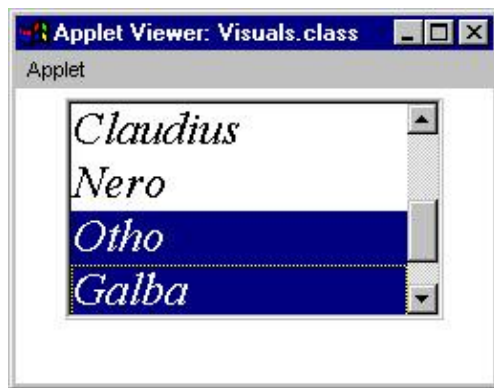 Applet Viewer: Visuals.class
Applet
Claudius
Nero
Otho
Galba